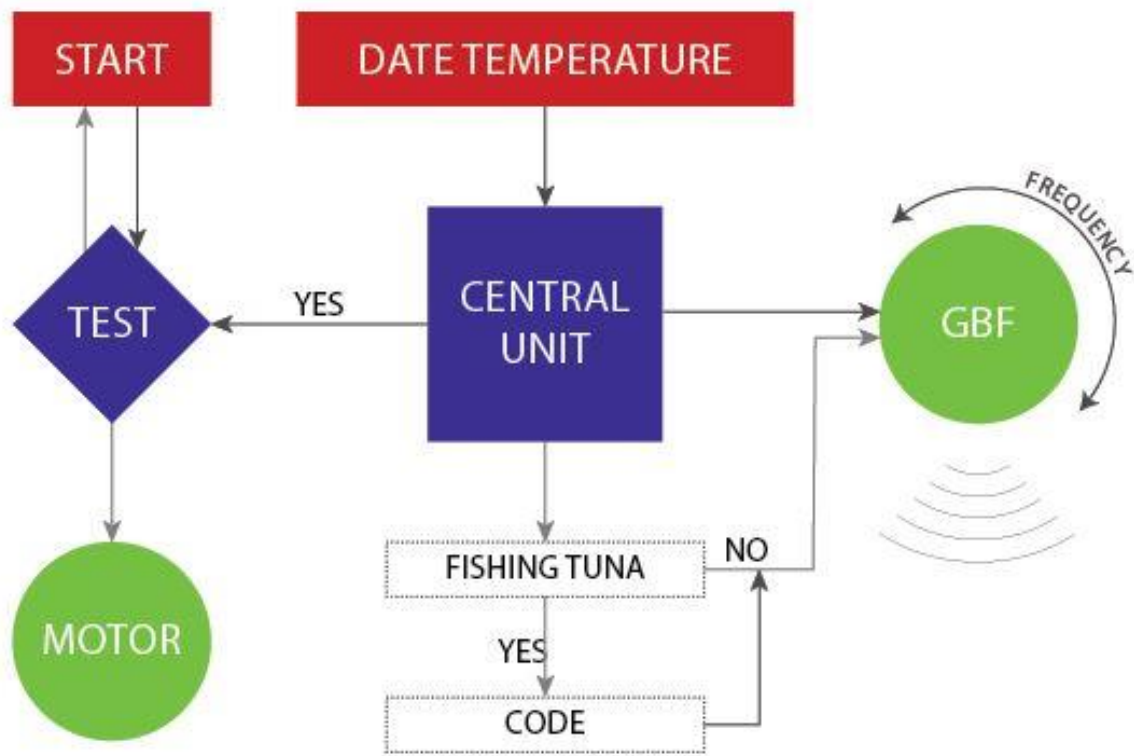 START
DATE TEMPERATURE
FREQUENCY
TEST
YES
CENTRAL
UNIT
GBF
FISHING TUNA
NO
MOTOR
YES
CODE